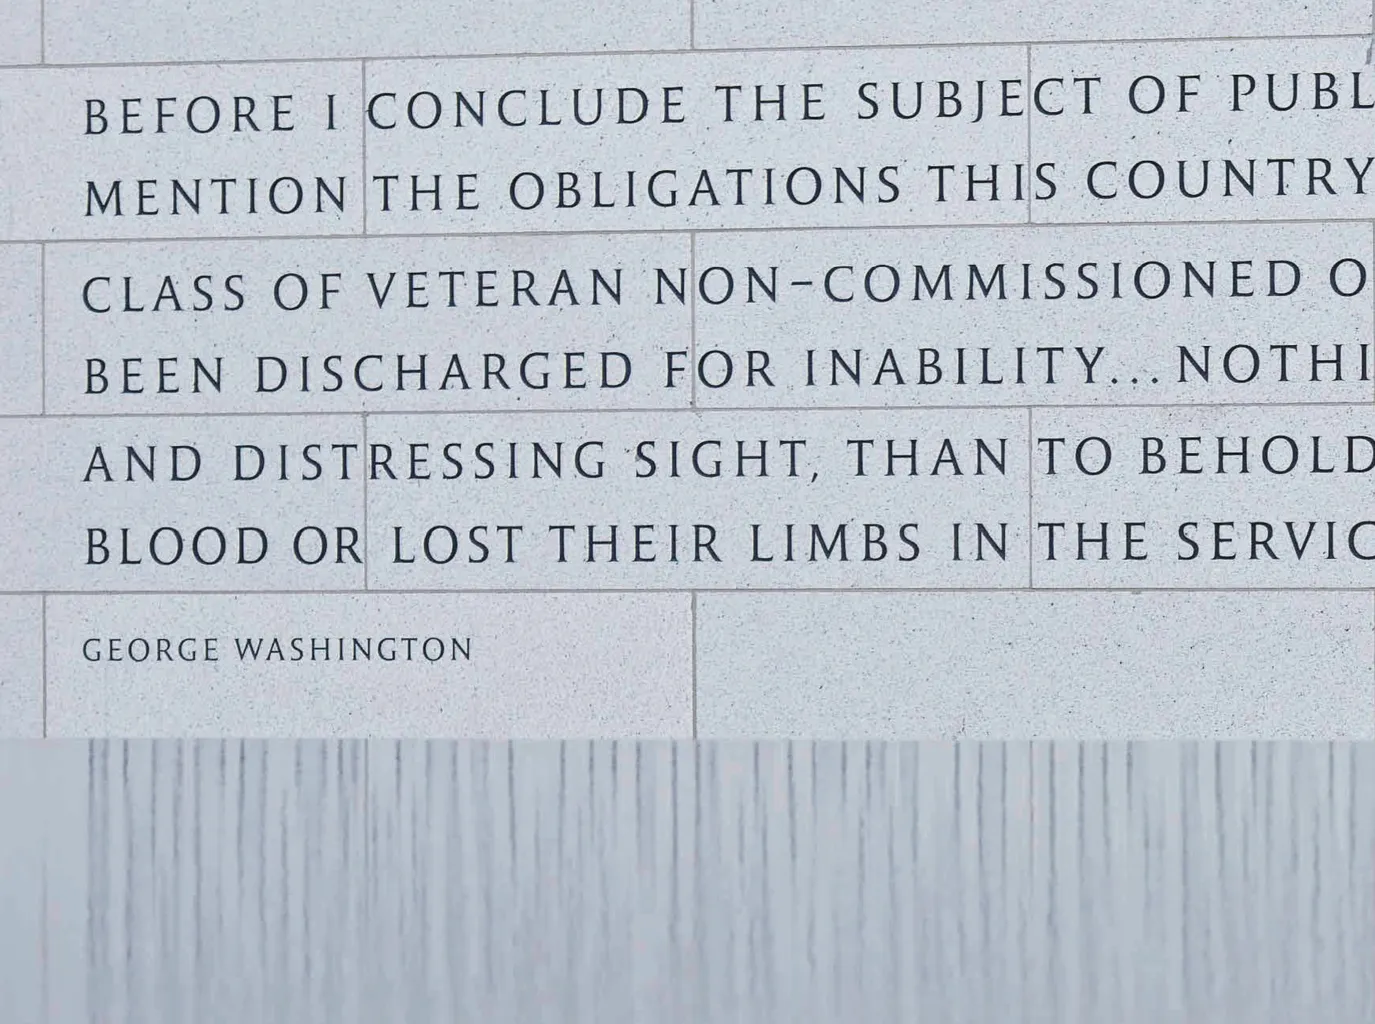 BEFORE I CONCLUDE THE SUBJECT OF PUBL
MENTION THE OBLIGATIONS THIS COUNTRY
CLASS OF VETERAN NON-COMMISSIONED O
BEEN DISCHARGED FOR INABILITY... NOTHI
AND DISTRESSING SIGHT, THAN TO BEHOLD
BLOOD OR LOST THEIR LIMBS IN THE SERVIC
GEORGE WASHINGTON